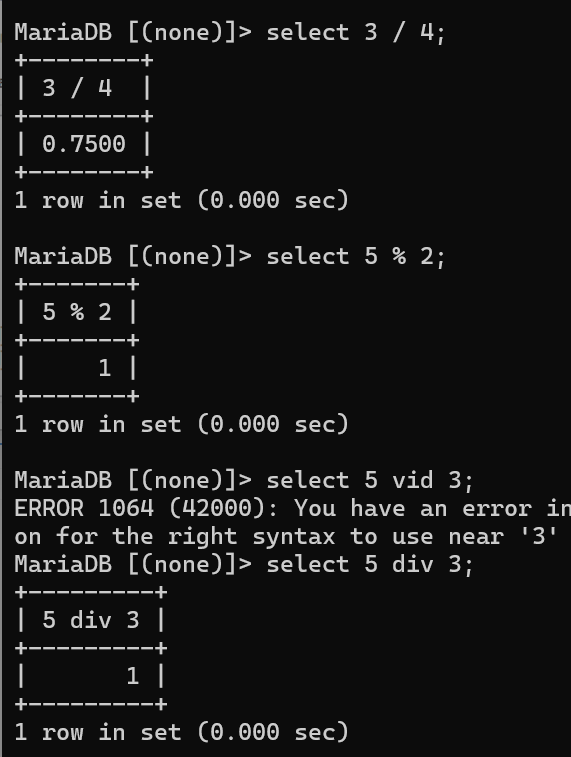 MariaDB [(none)]> select 3 / 4;
+--------+
| 3 / 4  |
+--------+
| 0.7500 |
+--------+
1 row in set (0.000 sec)

MariaDB [(none)]> select 5 % 2;
+-------+
| 5 % 2 |
+-------+
|     1 |
+-------+
1 row in set (0.000 sec)

MariaDB [(none)]> select 5 vid 3;
ERROR 1064 (42000): You have an error in
on for the right syntax to use near '3'
MariaDB [(none)]> select 5 div 3;
+---------+
| 5 div 3 |
+---------+
|       1 |
+---------+
1 row in set (0.000 sec)